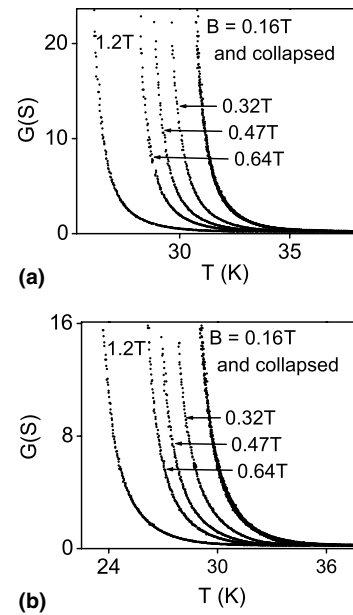 20
10
0
G(S)
1.2T
B = 0.16T
and collapsed
0.32T
0.47T
0.64T
30
35
(a)
T (K)
16
8
0
G(S)
1.2T
B = 0.16T
and collapsed
0.32T
0.47T
0.64T
24
30
36
(b)
T (K)